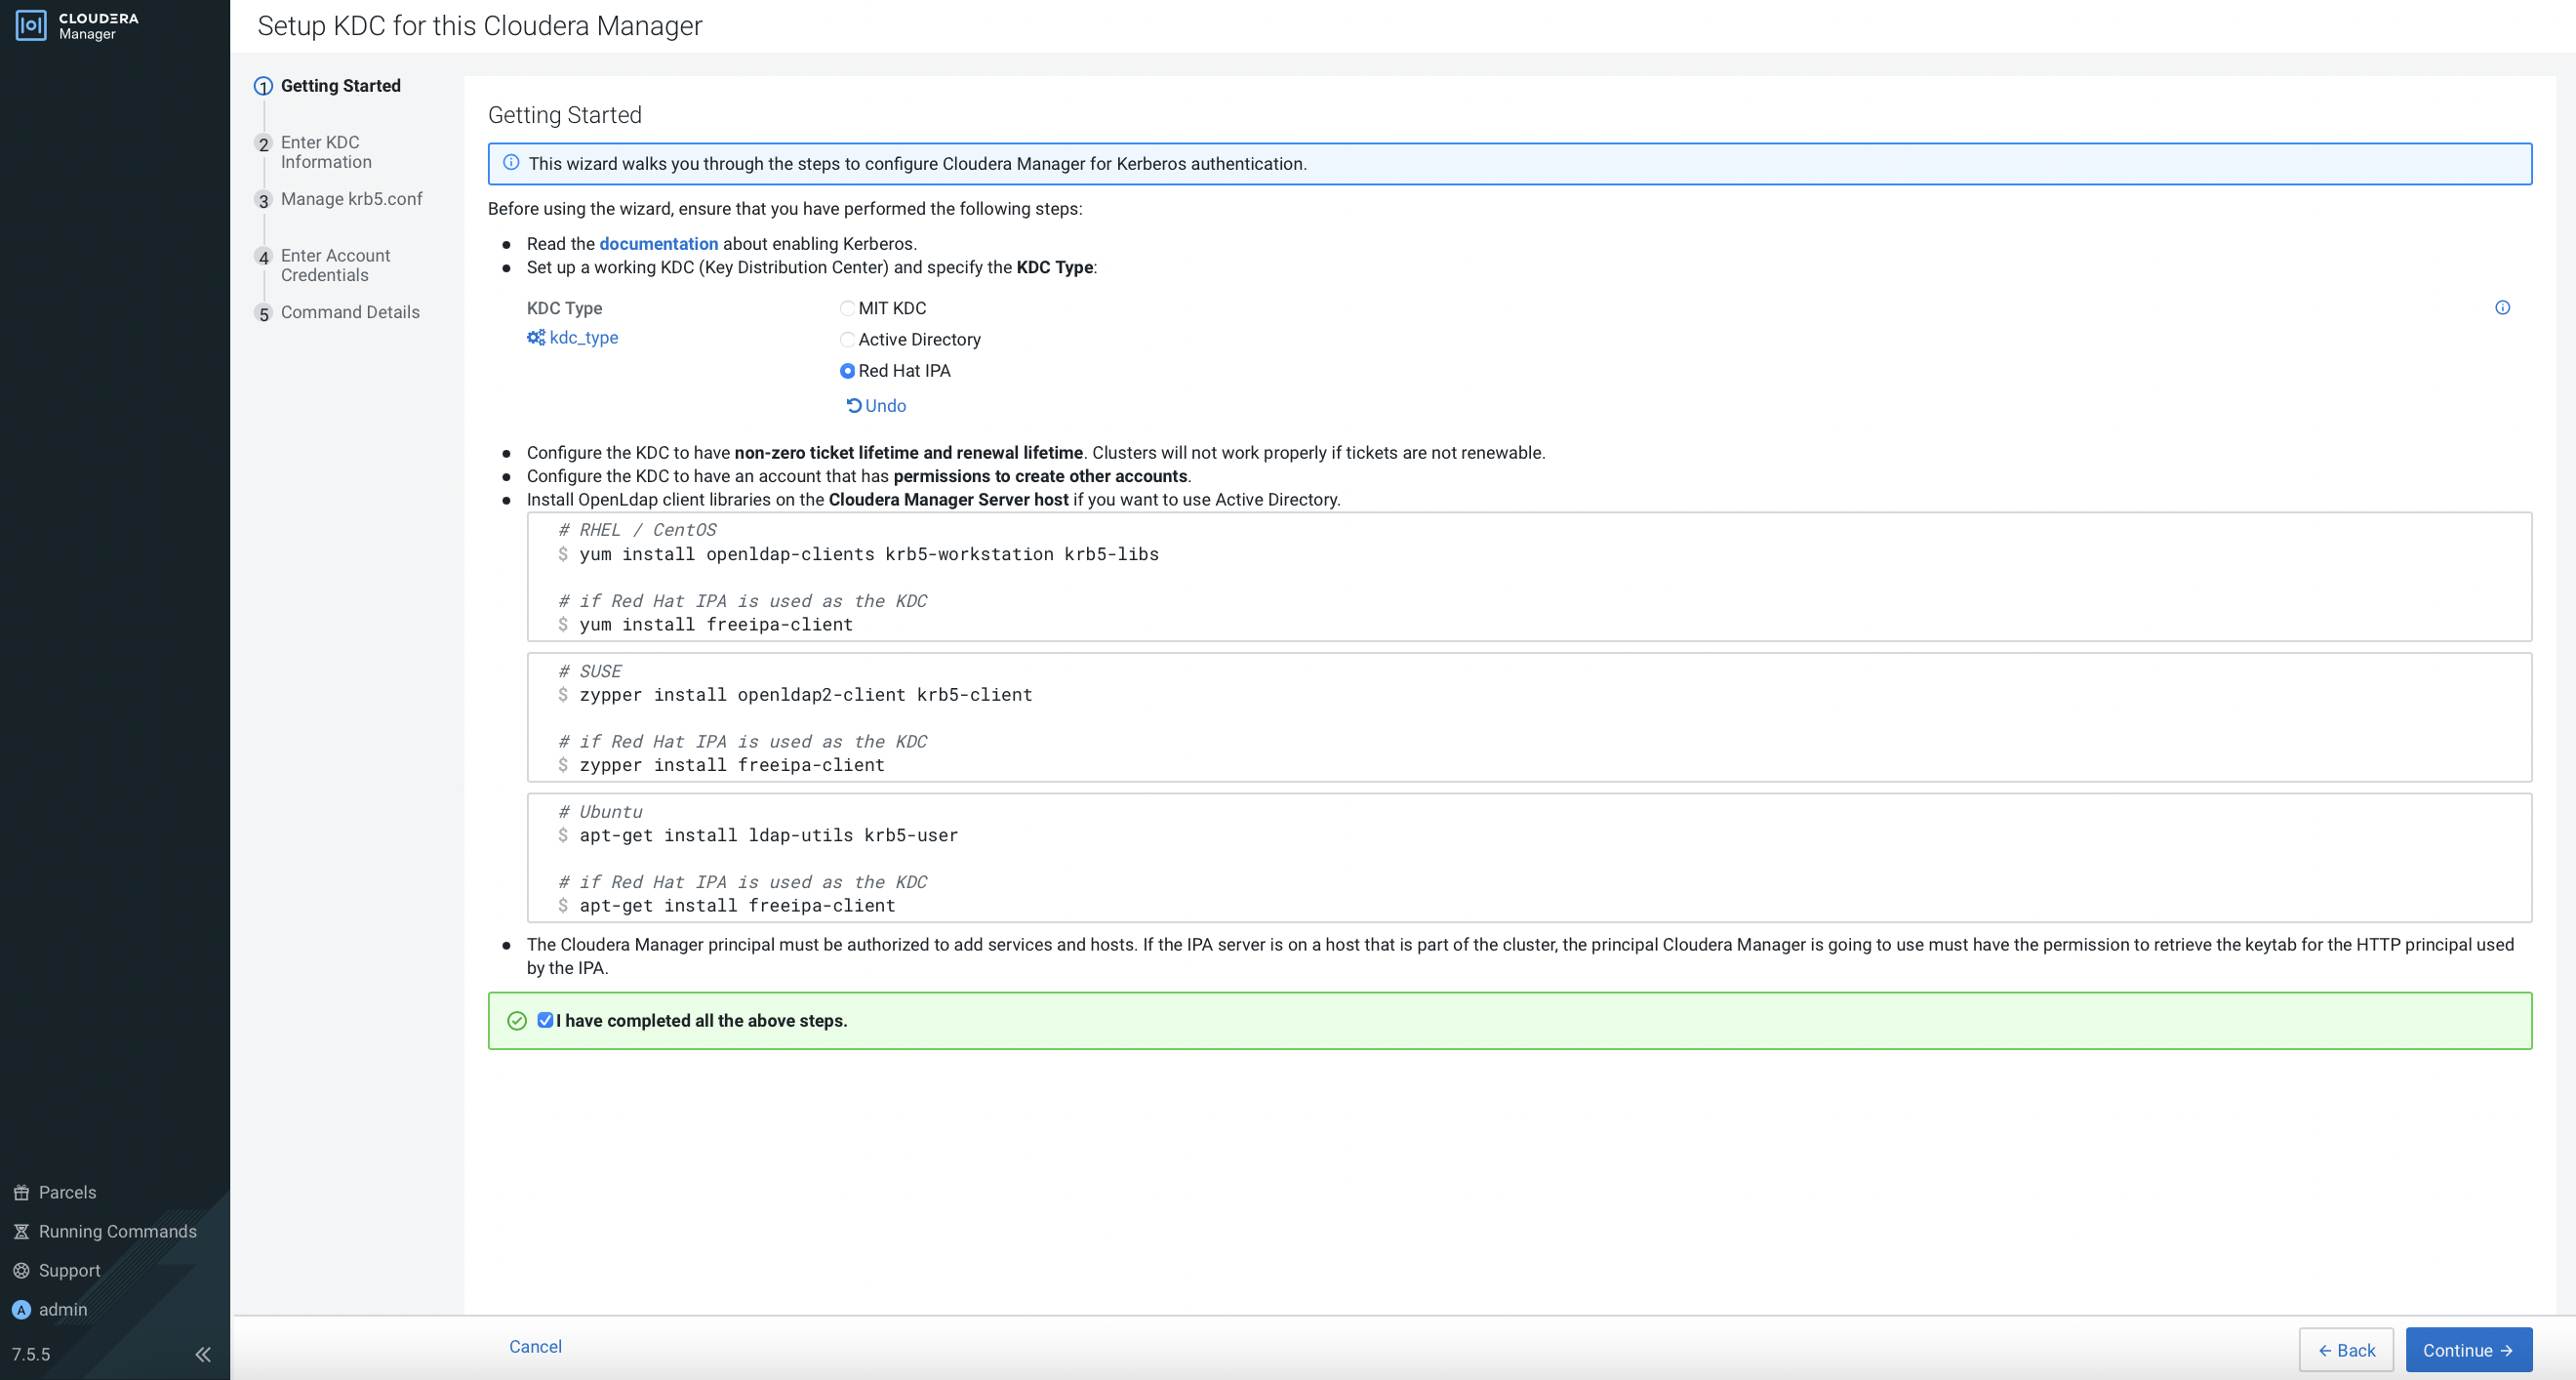 CLOUDERA
Manager
Setup KDC for this Cloudera Manager
1 Getting Started
2 Enter KDC
Information
3 Manage krb5.conf
4 Enter Account
Credentials
5 Command Details
Getting Started
This wizard walks you through the steps to configure Cloudera Manager for Kerberos authentication.
Before using the wizard, ensure that you have performed the following steps:
● Read the documentation about enabling Kerberos.
● Set up a working KDC (Key Distribution Center) and specify the KDC Type:
KDC Type
kdc_type
MIT KDC
Active Directory
Red Hat IPA
Undo
● Configure the KDC to have non-zero ticket lifetime and renewal lifetime. Clusters will not work properly if tickets are not renewable.
● Configure the KDC to have an account that has permissions to create other accounts.
● Install OpenLdap client libraries on the Cloudera Manager Server host if you want to use Active Directory.
# RHEL / CentOS
$ yum install openldap-clients krb5-workstation krb5-libs
# if Red Hat IPA is used as the KDC
$ yum install freeipa-client
# SUSE
$ zypper install openldap2-client krb5-client
# if Red Hat IPA is used as the KDC
$ zypper install freeipa-client
# Ubuntu
$ apt-get install ldap-utils krb5-user
# if Red Hat IPA is used as the KDC
$ apt-get install freeipa-client
● The Cloudera Manager principal must be authorized to add services and hosts. If the IPA server is on a host that is part of the cluster, the principal Cloudera Manager is going to use must have the permission to retrieve the keytab for the HTTP principal used
by the IPA.
I have completed all the above steps.
Parcels
Running Commands
Support
A admin
7.5.5
Cancel
← Back
Continue →